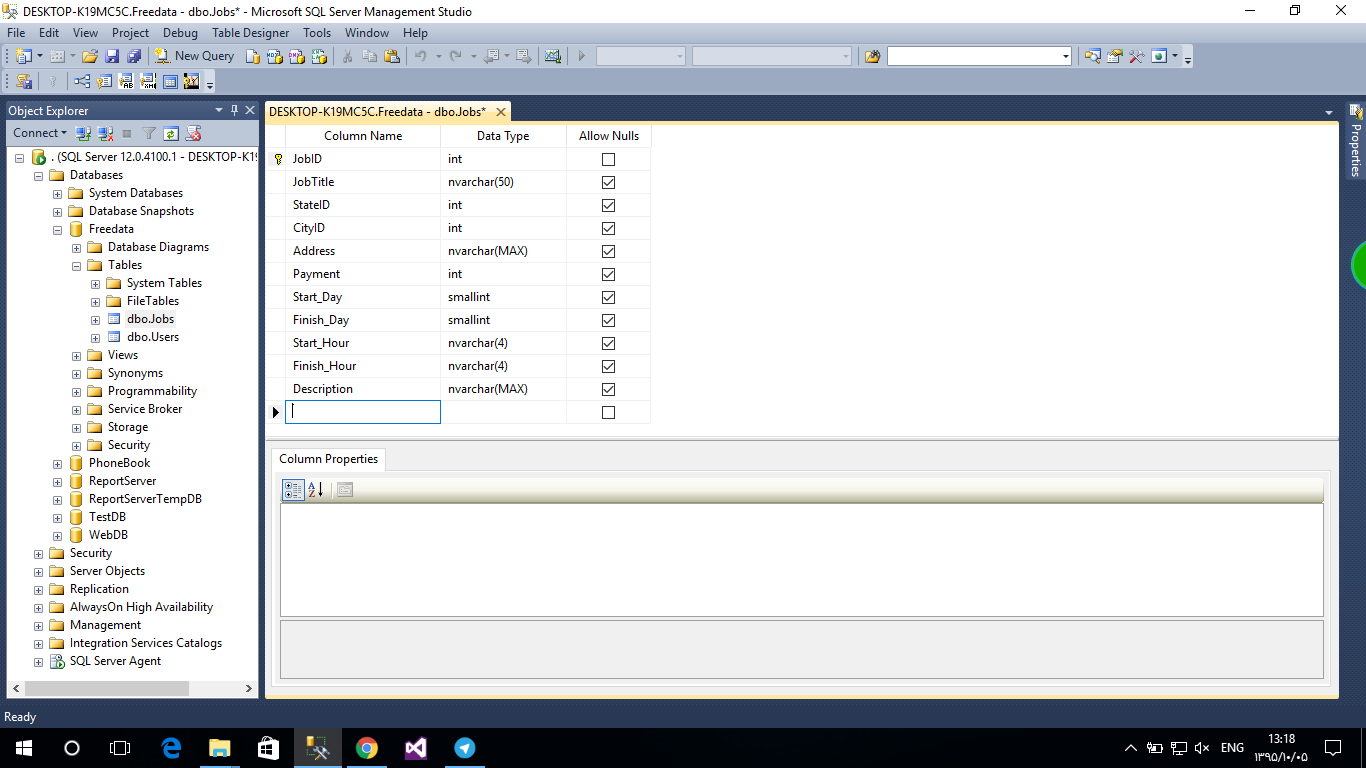 DESKTOP-K19MC5C.Freedata - dbo.Jobs* - Microsoft SQL Server Management Studio
File Edit View Project Debug Table Designer Tools Window Help
New Query
Object Explorer
Connect
. (SQL Server 12.0.4100.1 - DESKTOP-K19
Databases
System Databases
Database Snapshots
Freedata
Database Diagrams
Tables
System Tables
FileTables
dbo.Jobs
dbo.Users
Views
Synonyms
Programmability
Service Broker
Storage
Security
PhoneBook
ReportServer
ReportServerTempDB
TestDB
WebDB
Security
Server Objects
Replication
AlwaysOn High Availability
Management
Integration Services Catalogs
SQL Server Agent
DESKTOP-K19MC5C.Freedata - dbo.Jobs*
Column Name Data Type Allow Nulls
JobID int
JobTitle nvarchar(50)
StateID int
CityID int
Address nvarchar(MAX)
Payment int
Start_Day smallint
Finish_Day smallint
Start_Hour nvarchar(4)
Finish_Hour nvarchar(4)
Description nvarchar(MAX)
Column Properties
Properties
Ready
ENG
13:18
۱۳۹۵/۱۰/۰۵